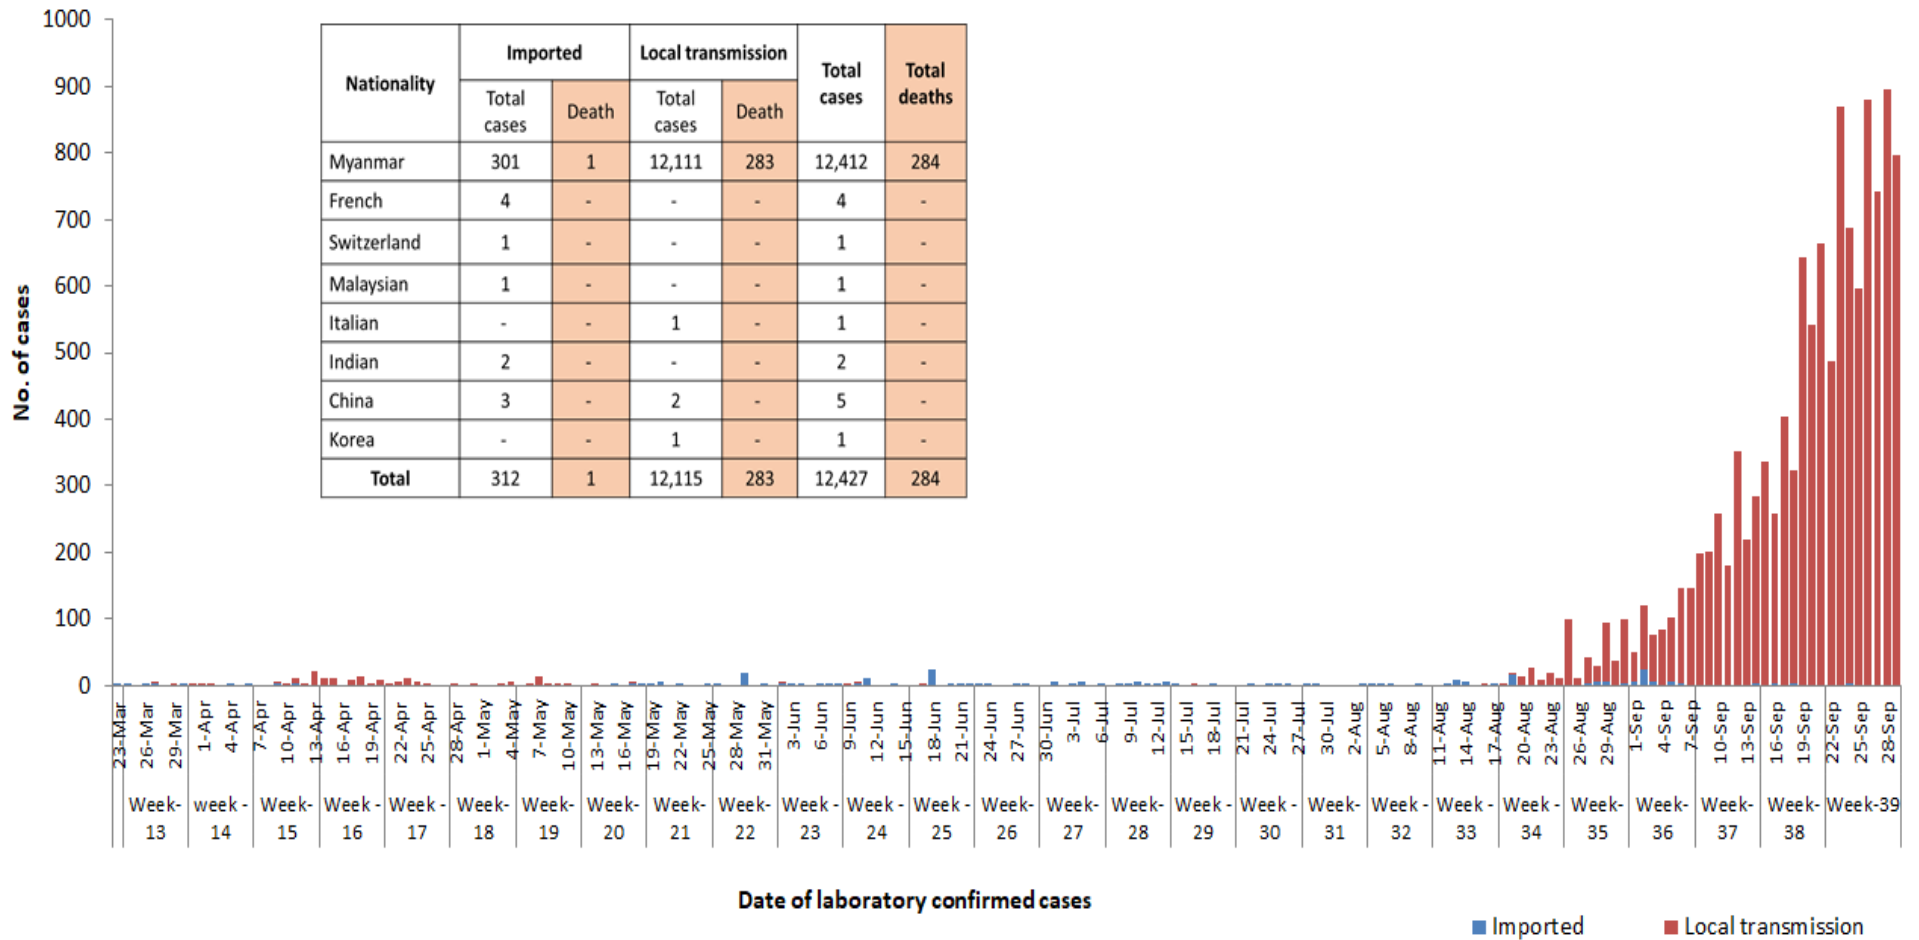 1000
900
800
700
600
500
400
300
200
100
0
No. of cases
Nationality Imported Local transmission Total cases Total deaths
Total cases Death Total cases Death
Myanmar 301 1 12,111 283 12,412 284
French 4 - - - 4 -
Switzerland 1 - - - 1 -
Malaysian 1 - - - 1 -
Italian - - 1 - 1 -
Indian 2 - - - 2 -
China 3 - 2 - 5 -
Korea - - 1 - 1 -
Total 312 1 12,115 283 12,427 284
23-Mar 26-Mar 29-Mar 1-Apr 4-Apr 7-Apr 10-Apr 13-Apr 16-Apr 19-Apr 22-Apr 25-Apr 28-Apr 1-May 4-May 7-May 10-May 13-May 16-May 19-May 22-May 25-May 28-May 31-May 3-Jun 6-Jun 9-Jun 12-Jun 15-Jun 18-Jun 21-Jun 24-Jun 27-Jun 30-Jun 3-Jul 6-Jul 9-Jul 12-Jul 15-Jul 18-Jul 21-Jul 24-Jul 27-Jul 30-Jul 2-Aug 5-Aug 8-Aug 11-Aug 14-Aug 17-Aug 20-Aug 23-Aug 26-Aug 29-Aug 1-Sep 4-Sep 7-Sep 10-Sep 13-Sep 16-Sep 19-Sep 22-Sep 25-Sep 28-Sep
Week- week - Week- Week - Week - Week- Week- Week- Week- Week- Week - Week - Week - Week - Week- Week- Week - Week - Week- Week - Week - Week - Week- Week- Week- Week- Week-39
13 14 15 16 17 18 19 20 21 22 23 24 25 26 27 28 29 30 31 32 33 34 35 36 37 38
Date of laboratory confirmed cases
Imported Local transmission